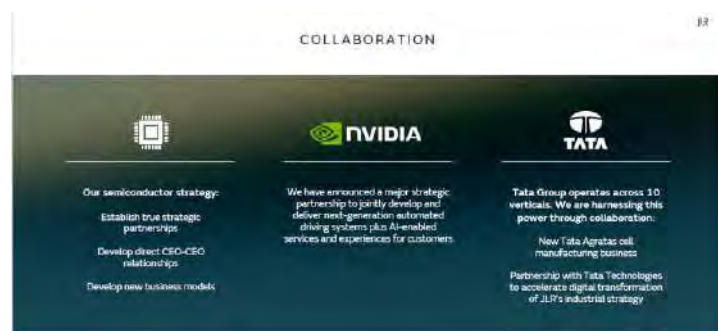 JLR
COLLABORATION
Our semiconductor strategy:
Establish true strategic
partnerships
Develop direct CEO-CEO
relationships
Develop new business models
NVIDIA
We have announced a major strategic
partnership to jointly develop and
deliver next-generation automated
driving systems plus AI-enabled
services and experiences for customers
TATA
Tata Group operates across 10
verticals. We are harnessing this
power through collaboration:
New Tata Agratas cell
manufacturing business
Partnership with Tata Technologies
to accelerate digital transformation
of JLR's industrial strategy